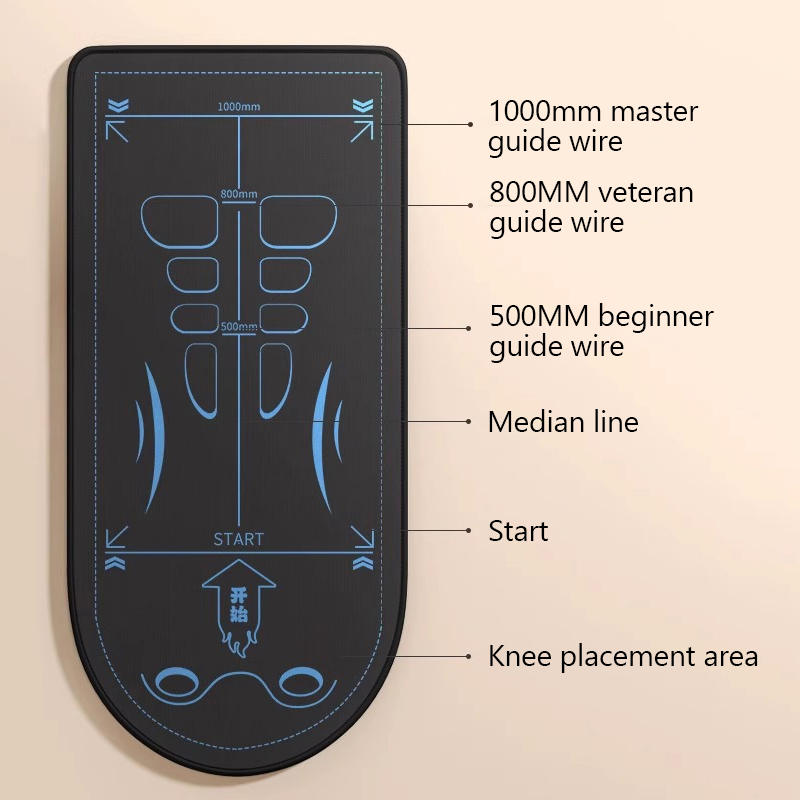 1000mm
1000mm master
guide wire
800mm
800MM veteran
guide wire
500mm
500MM beginner
guide wire
Median line
START
Start
开
始
Knee placement area